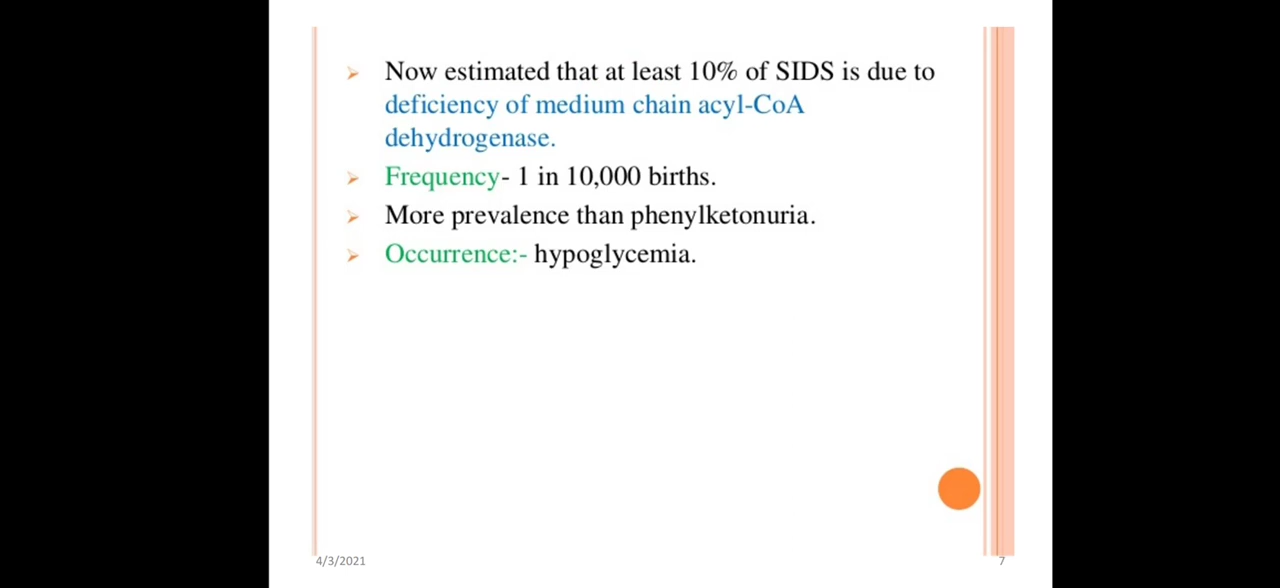 Now estimated that at least 10% of SIDS is due to
deficiency of medium chain acyl-CoA
dehydrogenase.
Frequency- 1 in 10,000 births.
More prevalence than phenylketonuria.
Occurrence:- hypoglycemia.
4/3/2021
7